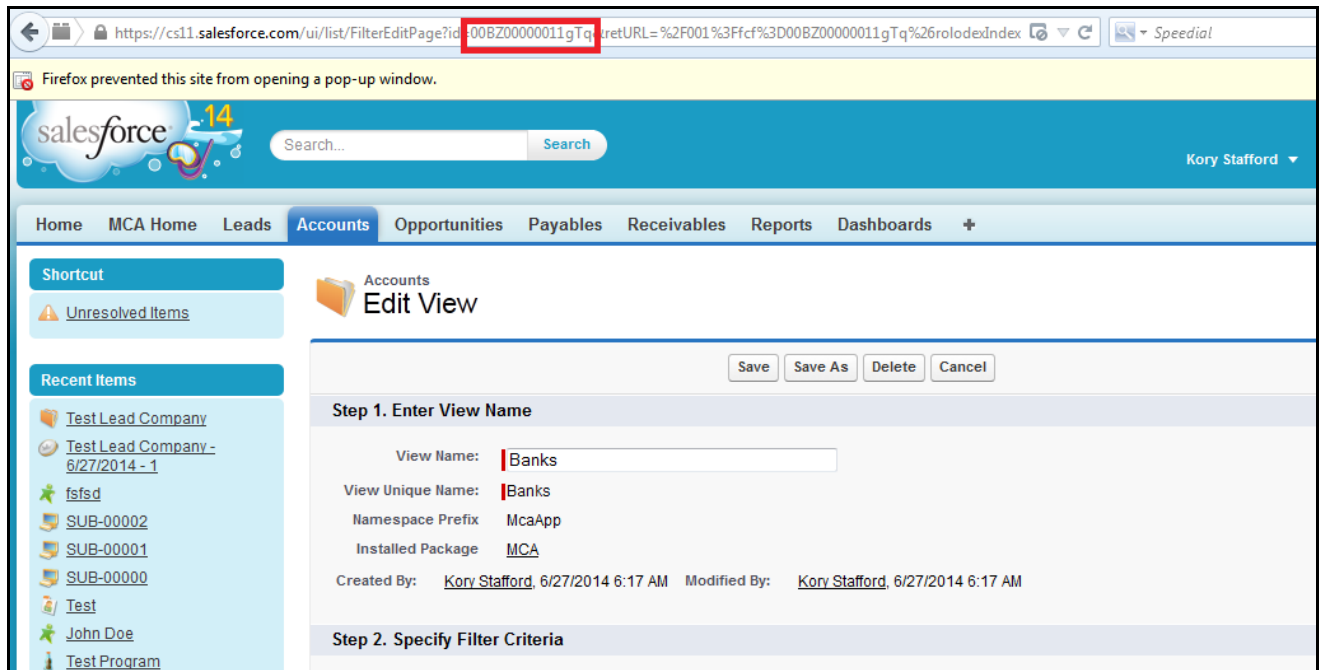 https://cs11.salesforce.com/ui/list/FilterEditPage?id=00BZ00000011gTq&retURL=%2F001%3Ffcf%3D00BZ00000011gTq%26rolodexIndex
Speedial
Firefox prevented this site from opening a pop-up window.
salesforce '14
Search... Search
Kory Stafford
Home MCA Home Leads Accounts Opportunities Payables Receivables Reports Dashboards +
Shortcut
Unresolved Items
Recent Items
Test Lead Company
Test Lead Company -
6/27/2014 - 1
fsfsd
SUB-00002
SUB-00001
SUB-00000
Test
John Doe
Test Program
Accounts
Edit View
Save Save As Delete Cancel
Step 1. Enter View Name
View Name: Banks
View Unique Name: Banks
Namespace Prefix McaApp
Installed Package MCA
Created By: Kory Stafford, 6/27/2014 6:17 AM Modified By: Kory Stafford, 6/27/2014 6:17 AM
Step 2. Specify Filter Criteria